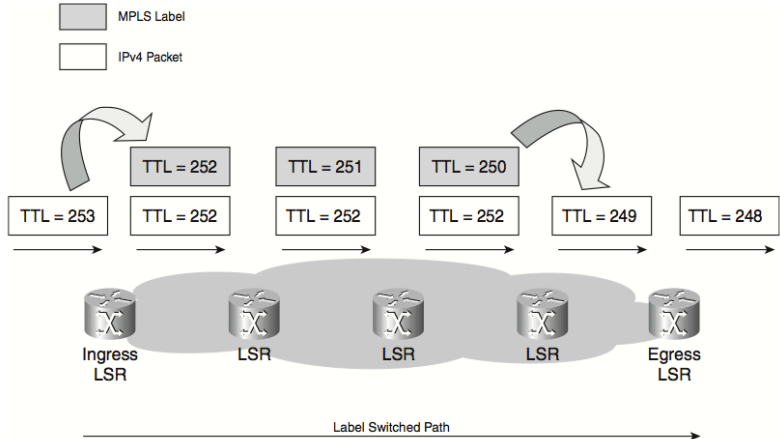 MPLS Label
IPv4 Packet
TTL = 252
TTL = 251
TTL = 250
TTL = 253
TTL = 252
TTL = 252
TTL = 252
TTL = 249
TTL = 248
Ingress
LSR
LSR
LSR
LSR
Egress
LSR
Label Switched Path